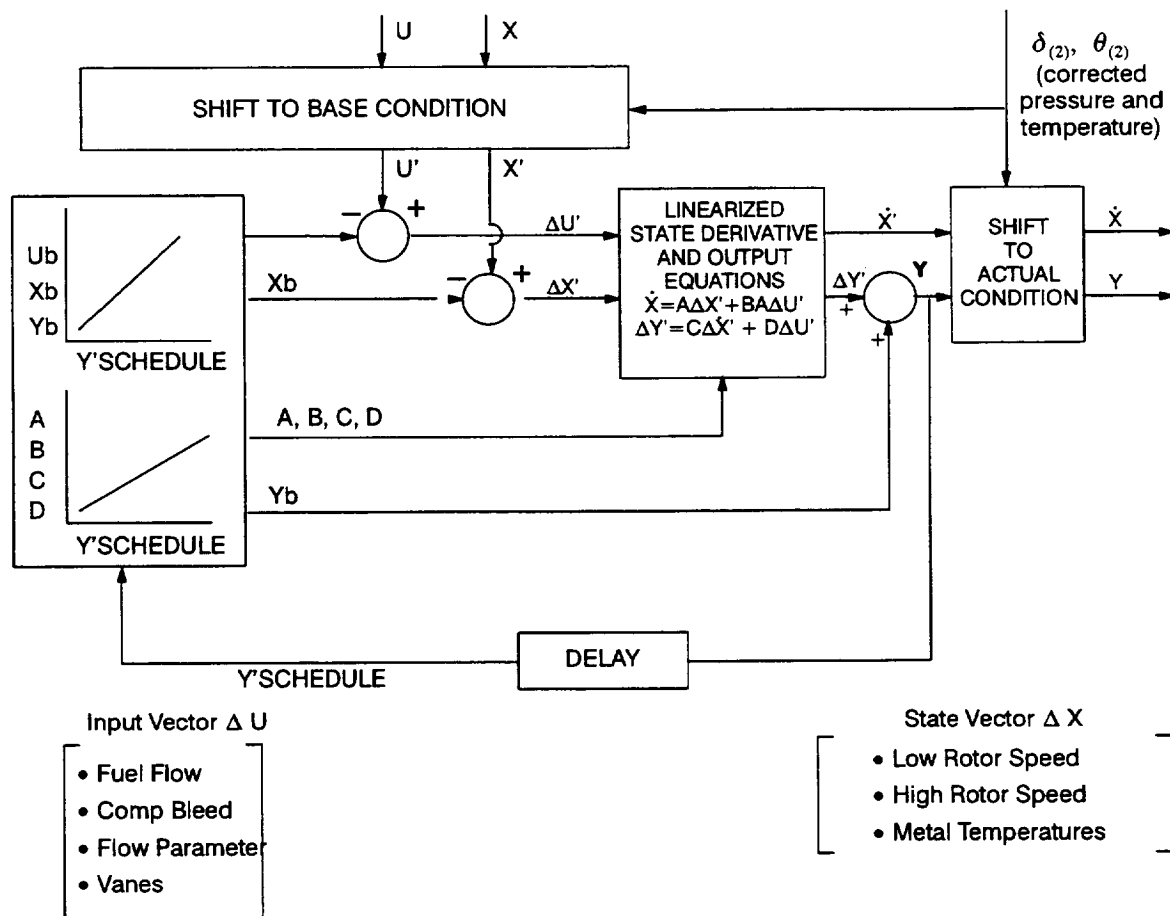 U
X
δ(2), θ(2)
(corrected
pressure and
temperature)
SHIFT TO BASE CONDITION
U'
X'
Ub
Xb
Yb
Y'SCHEDULE
A
B
C
D
Y'SCHEDULE
−
+
ΔU'
Xb
−
+
ΔX'
LINEARIZED
STATE DERIVATIVE
AND OUTPUT
EQUATIONS
Ẋ=AΔX'+BAΔU'
ΔY'=CΔẊ' + DΔU'
Ẋ'
ΔY'
+
+
Y
SHIFT
TO
ACTUAL
CONDITION
Ẋ
Y
A, B, C, D
Yb
DELAY
Y'SCHEDULE
Input Vector Δ U
• Fuel Flow
• Comp Bleed
• Flow Parameter
• Vanes
State Vector Δ X
• Low Rotor Speed
• High Rotor Speed
• Metal Temperatures